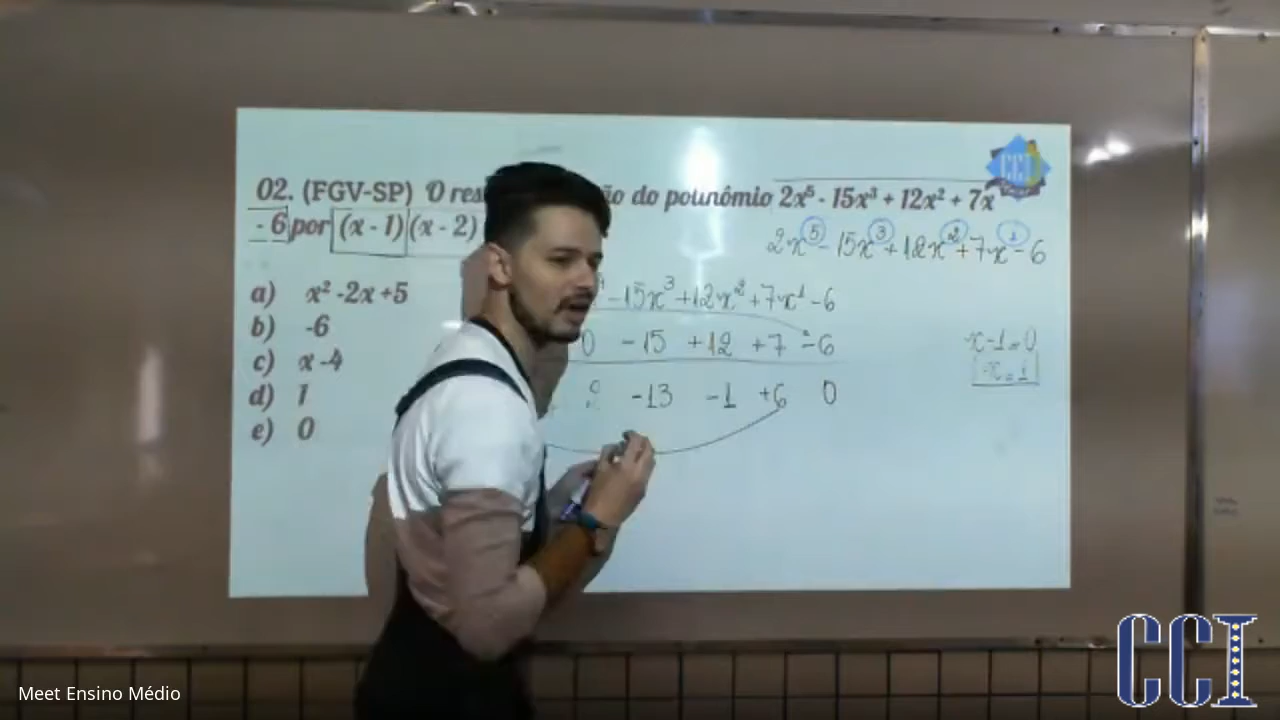 02. (FGV-SP) O res ão do polinômio 2x⁵ - 15x³ + 12x² + 7x
- 6 por (x - 1) (x - 2)
2x⁵ - 15x³ + 12x² + 7x¹ - 6
a) x² -2x +5
- 15x³ + 12x² + 7x¹ - 6
b) -6
0 - 15 + 12 + 7 - 6
x - 1 = 0
c) x -4
x = 1
d) 1
0 -13 -1 +6 0
e) 0
CCI
CCI
Meet Ensino Médio